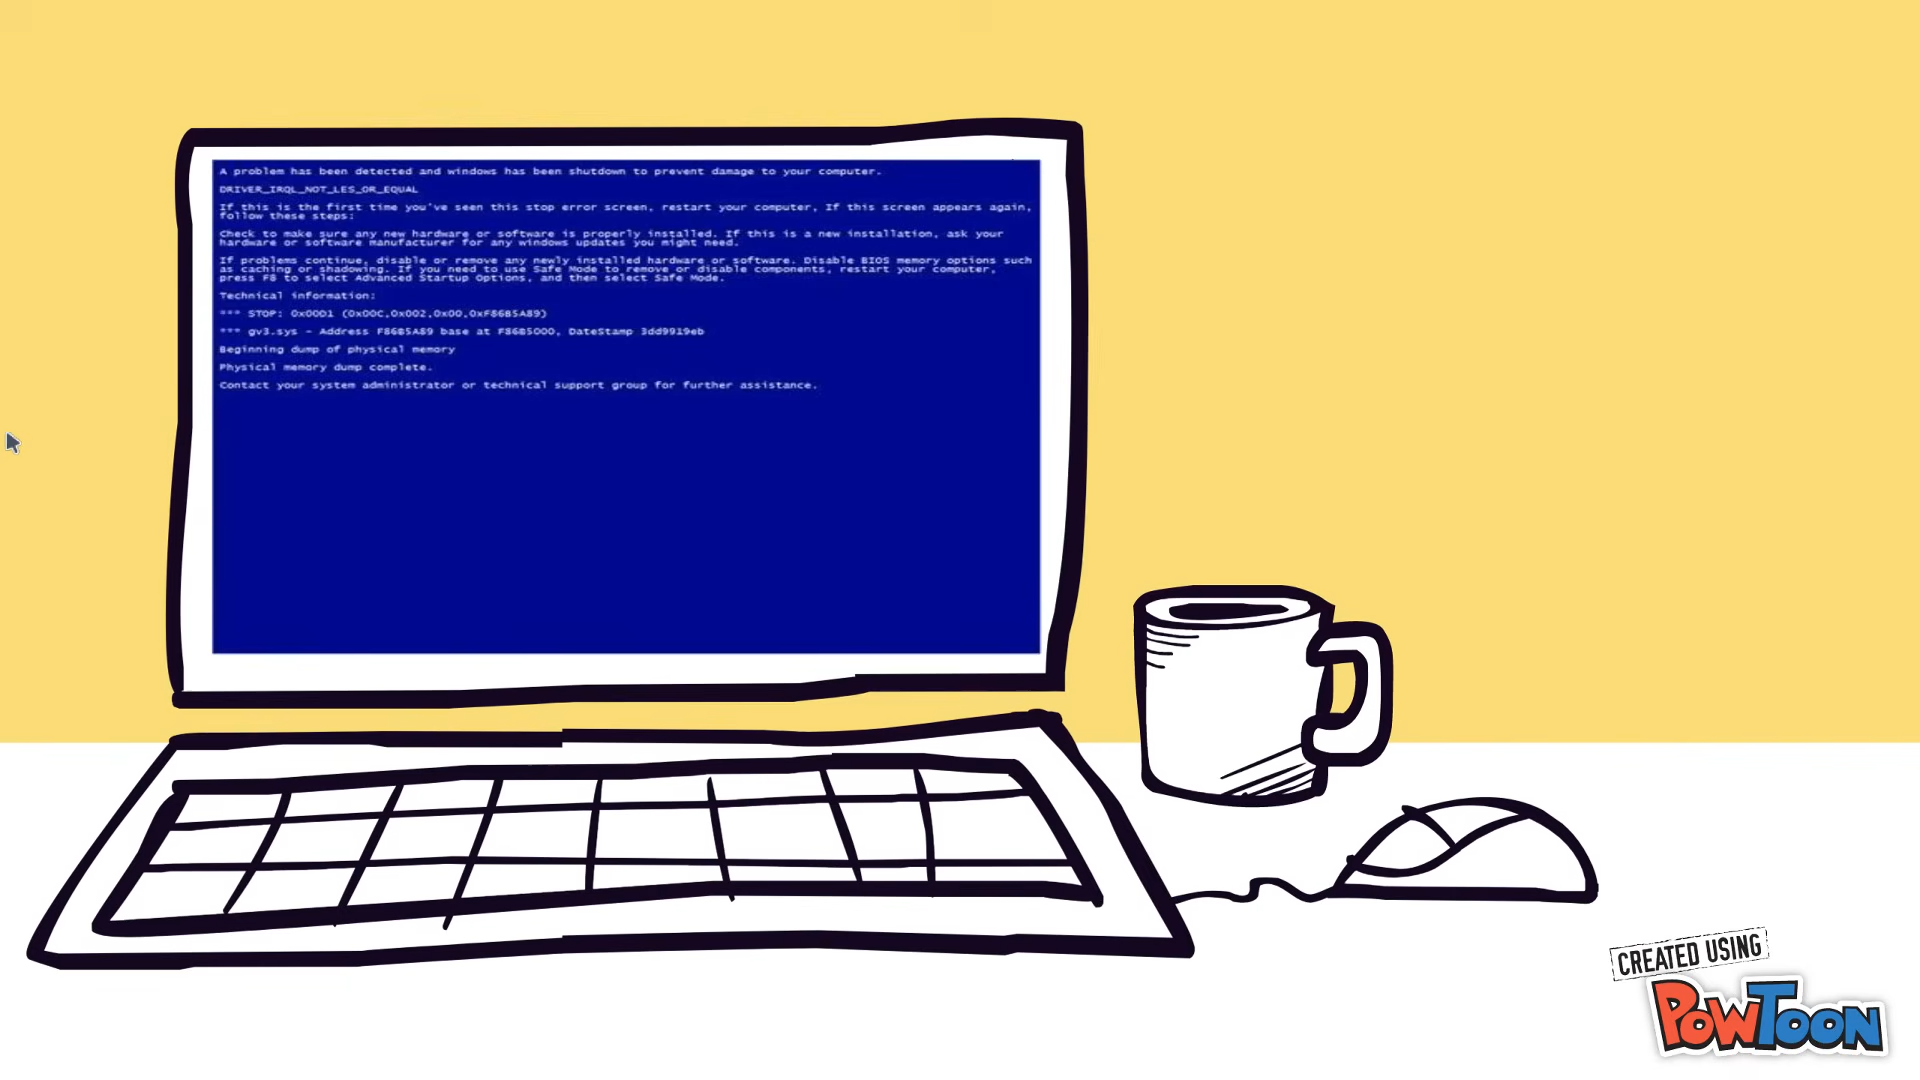 A problem has been detected and windows has been shutdown to prevent damage to your computer.
DRIVER_IRQL_NOT_LES_OR_EQUAL
If this is the first time you've seen this stop error screen, restart your computer, If this screen appears again,
follow these steps:
Check to make sure any new hardware or software is properly installed. If this is a new installation, ask your
hardware or software manufacturer for any windows updates you might need.
If problems continue, disable or remove any newly installed hardware or software. Disable BIOS memory options such
as caching or shadowing. If you need to use Safe Mode to remove or disable components, restart your computer,
press F8 to select Advanced Startup Options, and then select Safe Mode.
Technical information:
*** STOP: 0x00D1 (0x00C,0x002,0x00,0xF86B5A89)
*** gv3.sys - Address F86B5A89 base at F86B5000, DateStamp 3dd9919eb
Beginning dump of physical memory
Physical memory dump complete.
Contact your system administrator or technical support group for further assistance.
CREATED USING
POWTOON